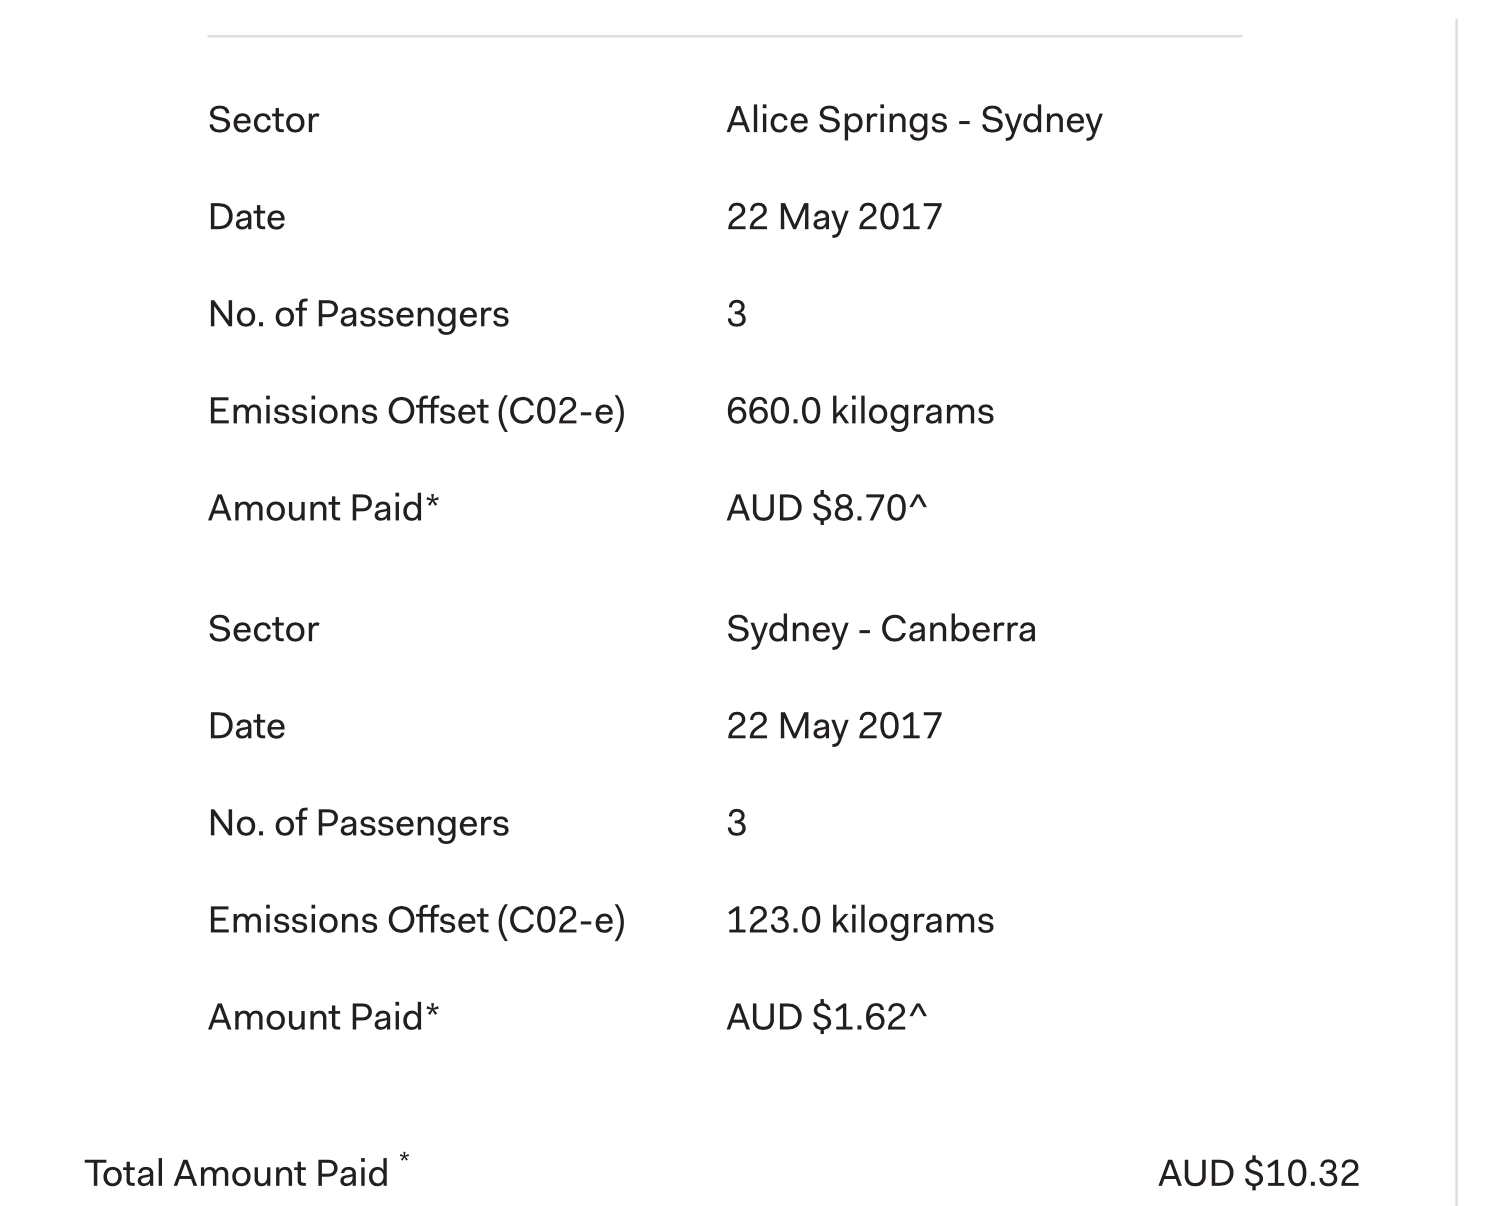 Sector Alice Springs - Sydney
Date 22 May 2017
No. of Passengers 3
Emissions Offset (C02-e) 660.0 kilograms
Amount Paid* AUD $8.70^
Sector Sydney - Canberra
Date 22 May 2017
No. of Passengers 3
Emissions Offset (C02-e) 123.0 kilograms
Amount Paid* AUD $1.62^
Total Amount Paid * AUD $10.32